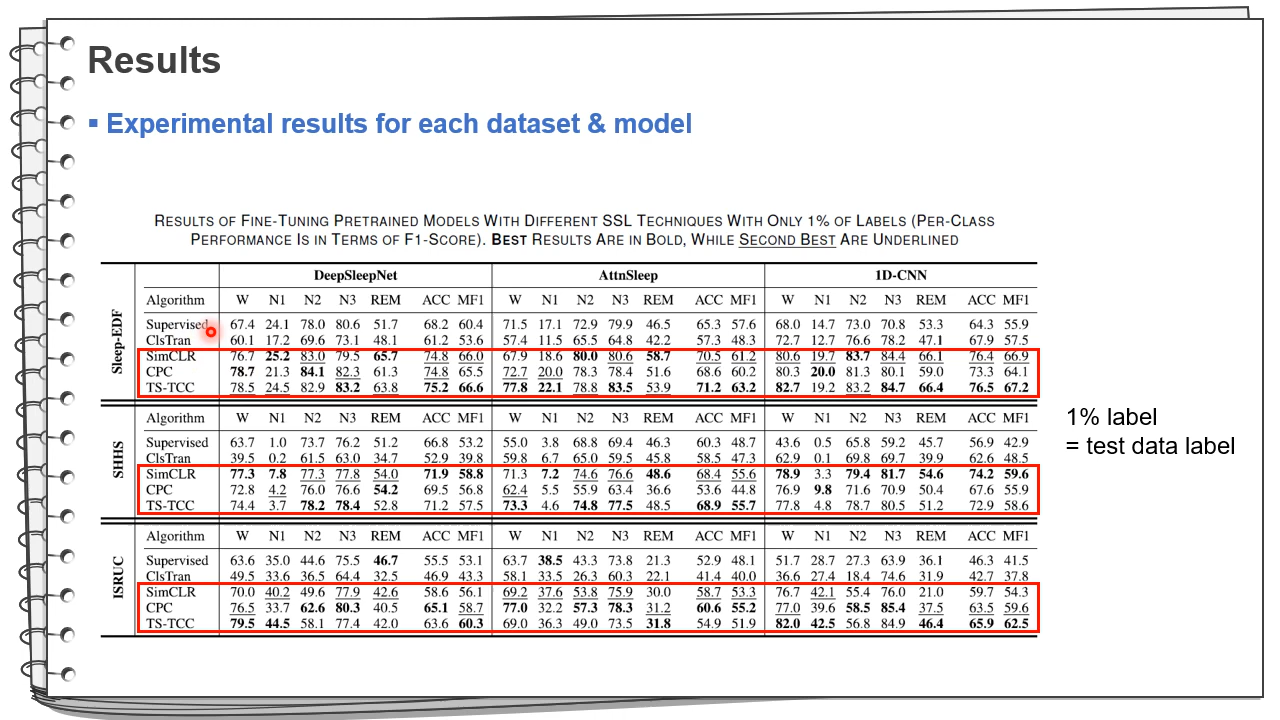 Results
▪ Experimental results for each dataset & model
RESULTS OF FINE-TUNING PRETRAINED MODELS WITH DIFFERENT SSL TECHNIQUES WITH ONLY 1% OF LABELS (PER-CLASS
PERFORMANCE IS IN TERMS OF F1-SCORE). BEST RESULTS ARE IN BOLD, WHILE SECOND BEST ARE UNDERLINED
DeepSleepNet AttnSleep 1D-CNN
Sleep-EDF
Algorithm W N1 N2 N3 REM ACC MF1 W N1 N2 N3 REM ACC MF1 W N1 N2 N3 REM ACC MF1
Supervised 67.4 24.1 78.0 80.6 51.7 68.2 60.4 71.5 17.1 72.9 79.9 46.5 65.3 57.6 68.0 14.7 73.0 70.8 53.3 64.3 55.9
ClsTran 60.1 17.2 69.6 73.1 48.1 61.2 53.6 57.4 11.5 65.5 64.8 42.2 57.3 48.3 72.7 12.7 76.6 78.2 47.1 67.9 57.5
SimCLR 76.7 25.2 83.0 79.5 65.7 74.8 66.0 67.9 18.6 80.0 80.6 58.7 70.5 61.2 80.6 19.7 83.7 84.4 66.1 76.4 66.9
CPC 78.7 21.3 84.1 82.3 61.3 74.8 65.5 72.7 20.0 78.3 78.4 51.6 68.6 60.2 80.3 20.0 81.3 80.1 59.0 73.3 64.1
TS-TCC 78.5 24.5 82.9 83.2 63.8 75.2 66.6 77.8 22.1 78.8 83.5 53.9 71.2 63.2 82.7 19.2 83.2 84.7 66.4 76.5 67.2
SHHS
Algorithm W N1 N2 N3 REM ACC MF1 W N1 N2 N3 REM ACC MF1 W N1 N2 N3 REM ACC MF1
Supervised 63.7 1.0 73.7 76.2 51.2 66.8 53.2 55.0 3.8 68.8 69.4 46.3 60.3 48.7 43.6 0.5 65.8 59.2 45.7 56.9 42.9
ClsTran 39.5 0.2 61.5 63.0 34.7 52.9 39.8 59.8 6.7 65.0 59.5 45.8 58.5 47.3 62.9 0.1 69.8 69.7 39.9 62.6 48.5
SimCLR 77.3 7.8 77.3 77.8 54.0 71.9 58.8 71.3 7.2 74.6 76.6 48.6 68.4 55.6 78.9 3.3 79.4 81.7 54.6 74.2 59.6
CPC 72.8 4.2 76.0 76.6 54.2 69.5 56.8 62.4 5.5 55.9 63.4 36.6 53.6 44.8 76.9 9.8 71.6 70.9 50.4 67.6 55.9
TS-TCC 74.4 3.7 78.2 78.4 52.8 71.2 57.5 73.3 4.6 74.8 77.5 48.5 68.9 55.7 77.8 4.8 78.7 80.5 51.2 72.9 58.6
ISRUC
Algorithm W N1 N2 N3 REM ACC MF1 W N1 N2 N3 REM ACC MF1 W N1 N2 N3 REM ACC MF1
Supervised 63.6 35.0 44.6 75.5 46.7 55.5 53.1 63.7 38.5 43.3 73.8 21.3 52.9 48.1 51.7 28.7 27.3 63.9 36.1 46.3 41.5
ClsTran 49.5 33.6 36.5 64.4 32.5 46.9 43.3 58.1 33.5 26.3 60.3 22.1 41.4 40.0 36.6 27.4 18.4 74.6 31.9 42.7 37.8
SimCLR 70.0 40.2 49.6 77.9 42.6 58.6 56.1 69.2 37.6 53.8 75.9 30.0 58.7 53.3 76.7 42.1 55.4 76.0 21.0 59.7 54.3
CPC 76.5 33.7 62.6 80.3 40.5 65.1 58.7 77.0 32.2 57.3 78.3 31.2 60.6 55.2 77.0 39.6 58.5 85.4 37.5 63.5 59.6
TS-TCC 79.5 44.5 58.1 77.4 42.0 63.6 60.3 69.0 36.3 49.0 73.5 31.8 54.9 51.9 82.0 42.5 56.8 84.9 46.4 65.9 62.5
1% label
= test data label